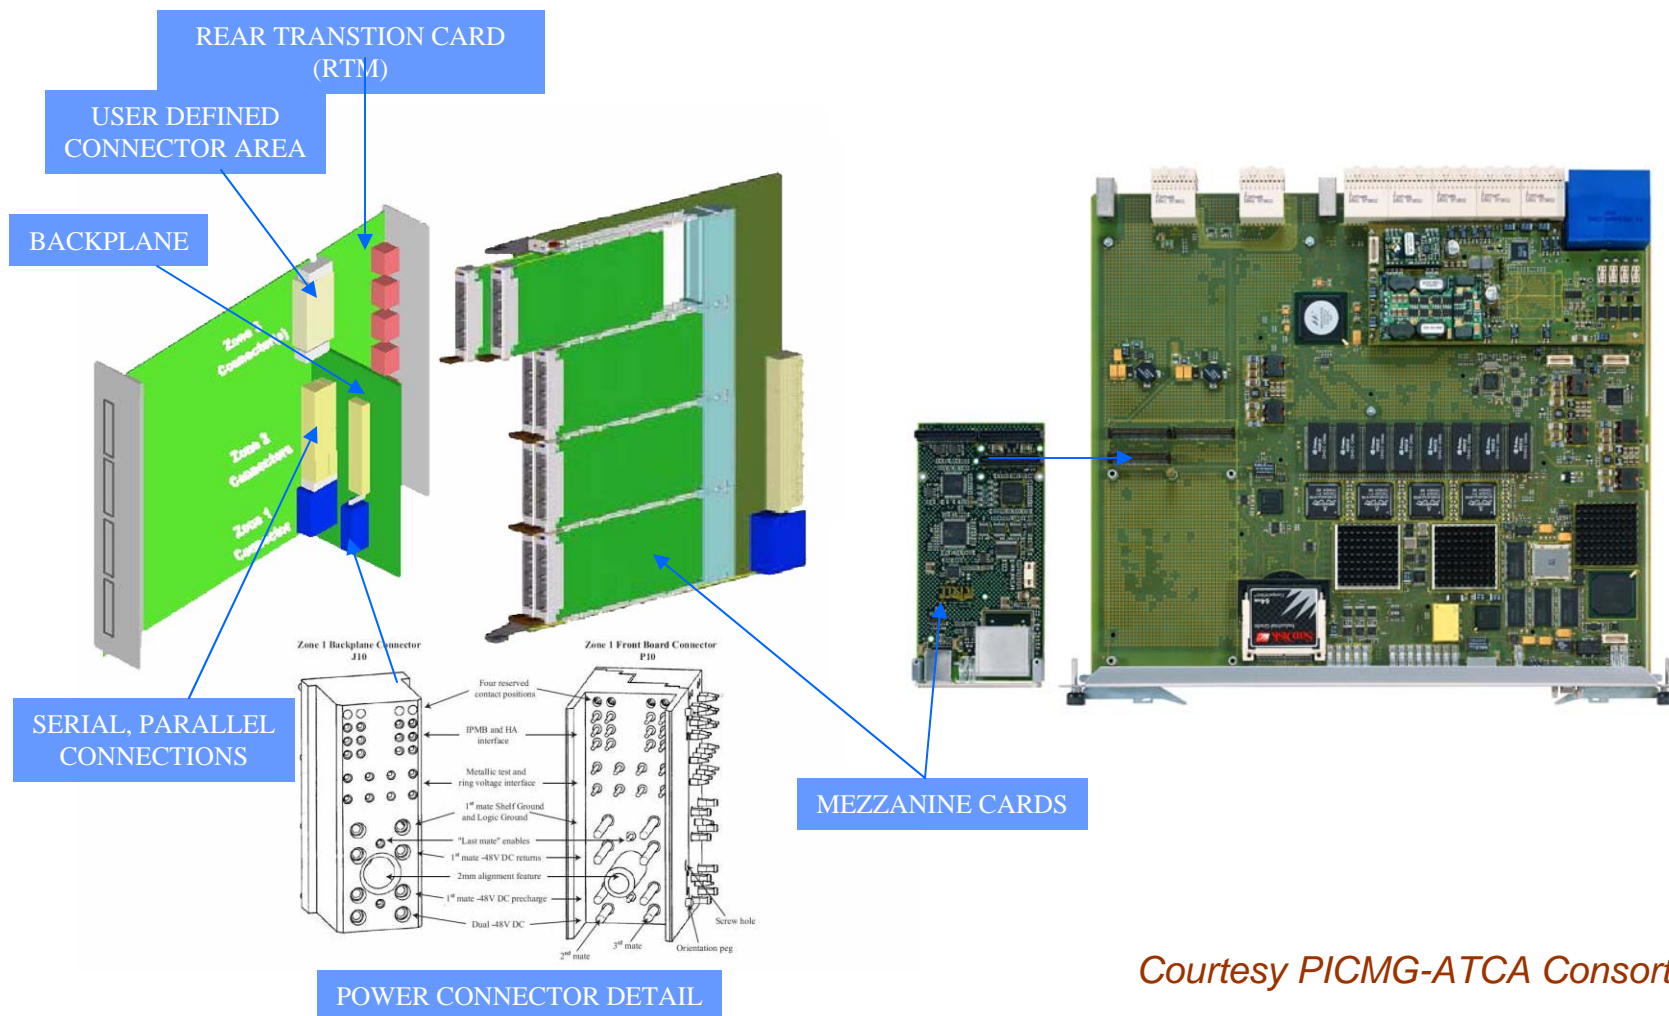 REAR TRANSTION CARD
(RTM)
USER DEFINED
CONNECTOR AREA
BACKPLANE
Zone
Connector(s)
Zone 2
Connectors
Zone 1
Connector
SERIAL, PARALLEL
CONNECTIONS
Zone 1 Backplane Connector
J10
Zone 1 Front Board Connector
P10
Four reserved
contact positions
IPMB and HA
interface
Metallic test and
ring voltage interface
1st mate Shelf Ground
and Logic Ground
"Last mate" enables
1st mate -48V DC returns
2mm alignment feature
1st mate -48V DC precharge
Dual -48V DC
2nd mate
3rd mate
Screw hole
Orientation peg
POWER CONNECTOR DETAIL
MEZZANINE CARDS
SanDisk
Courtesy PICMG-ATCA Consort